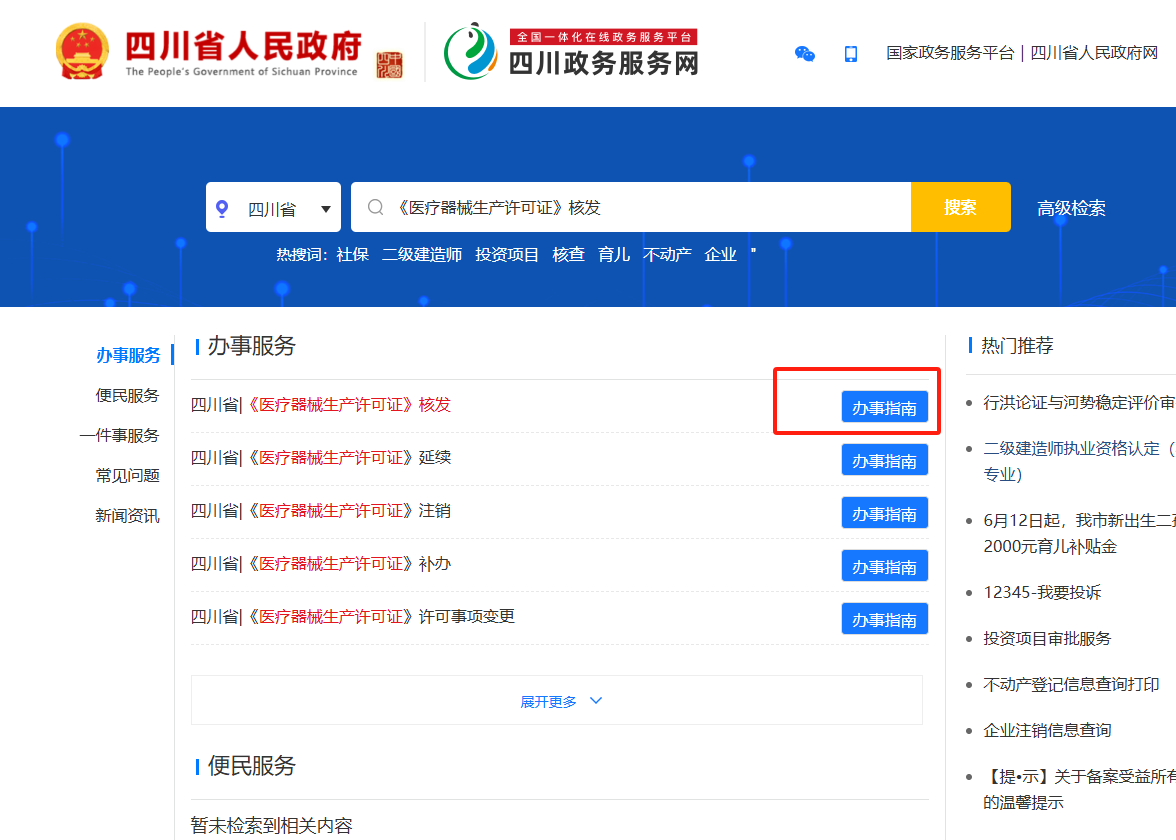 四川省人民政府
The People's Government of Sichuan Province
全国一体化在线政务服务平台
四川政务服务网
国家政务服务平台 | 四川省人民政府网
四川省
《医疗器械生产许可证》核发
搜索
高级检索
热搜词： 社保 二级建造师 投资项目 核查 育儿 不动产 企业 "
办事服务
便民服务
一件事服务
常见问题
新闻资讯
办事服务
四川省|《医疗器械生产许可证》核发 办事指南
四川省|《医疗器械生产许可证》延续 办事指南
四川省|《医疗器械生产许可证》注销 办事指南
四川省|《医疗器械生产许可证》补办 办事指南
四川省|《医疗器械生产许可证》许可事项变更 办事指南
展开更多
便民服务
暂未检索到相关内容
热门推荐
行洪论证与河势稳定评价审
二级建造师执业资格认定（
专业）
6月12日起，我市新出生二
2000元育儿补贴金
12345-我要投诉
投资项目审批服务
不动产登记信息查询打印
企业注销信息查询
【提•示】关于备案受益所有
的温馨提示